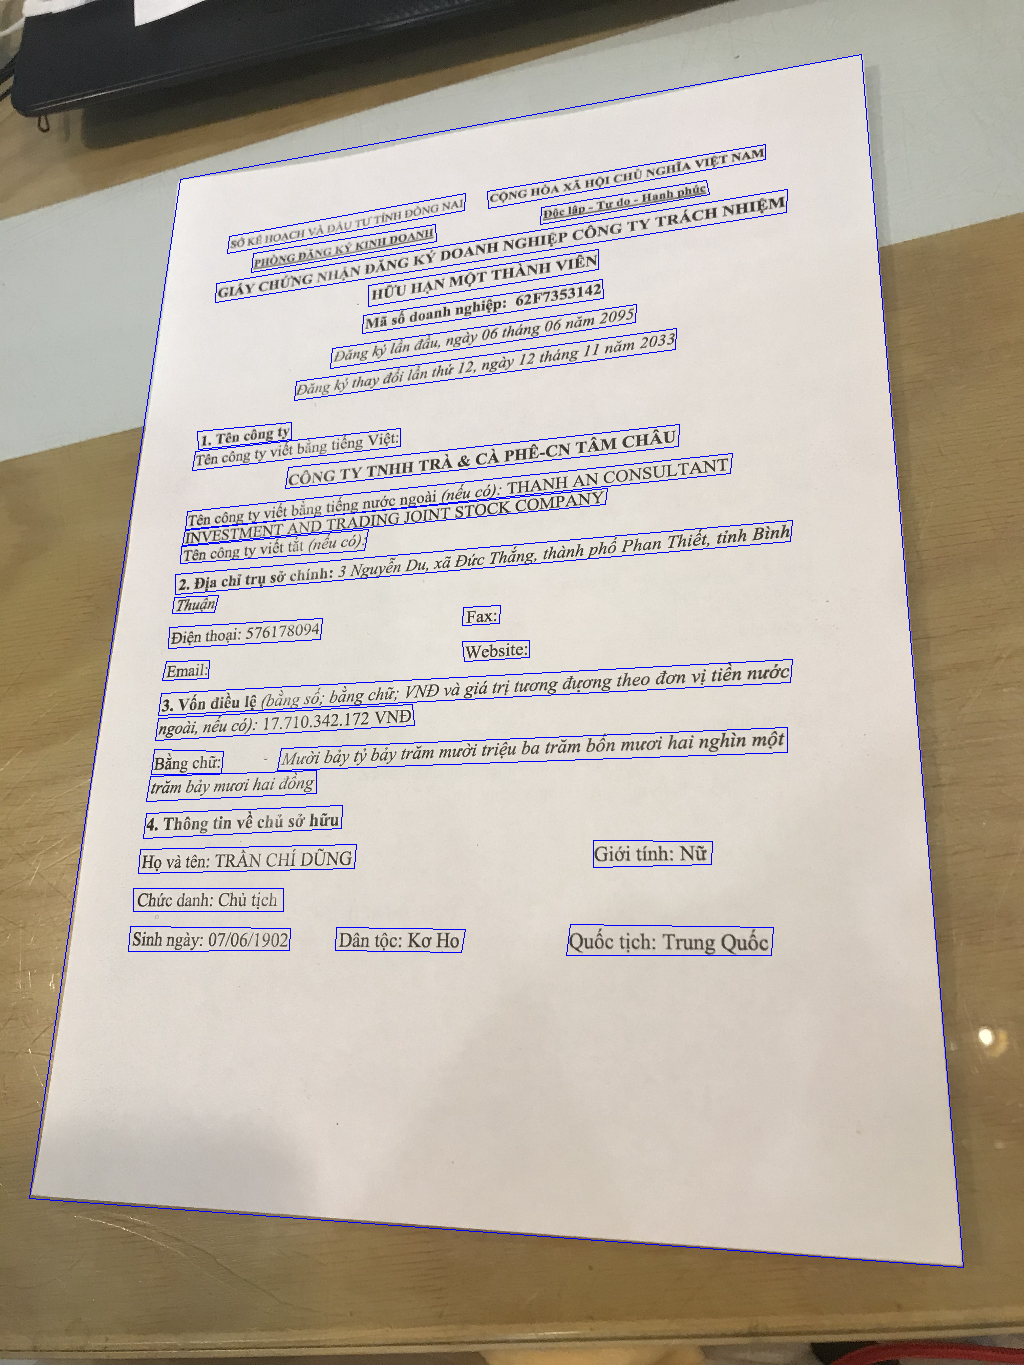 SỞ KẾ HOẠCH VÀ ĐẦU TƯ TỈNH ĐỒNG NAI
CỘNG HÒA XÃ HỘI CHỦ NGHĨA VIỆT NAM
PHÒNG ĐĂNG KÝ KINH DOANH
Độc lập - Tự do - Hạnh phúc
GIẤY CHỨNG NHẬN ĐĂNG KÝ DOANH NGHIỆP CÔNG TY TRÁCH NHIỆM
HỮU HẠN MỘT THÀNH VIÊN
Mã số doanh nghiệp: 62F7353142
Đăng ký lần đầu, ngày 06 tháng 06 năm 2095
Đăng ký thay đổi lần thứ 12, ngày 12 tháng 11 năm 2033
1. Tên công ty
Tên công ty viết bằng tiếng Việt:
CÔNG TY TNHH TRÀ & CÀ PHÊ-CN TÂM CHÂU
Tên công ty viết bằng tiếng nước ngoài (nếu có): THANH AN CONSULTANT
INVESTMENT AND TRADING JOINT STOCK COMPANY
Tên công ty viết tắt (nếu có):
2. Địa chỉ trụ sở chính: 3 Nguyễn Du, xã Đức Thắng, thành phố Phan Thiết, tỉnh Bình
Thuận
Điện thoại: 576178094
Fax:
Email:
Website:
3. Vốn điều lệ (bằng số; bằng chữ; VNĐ và giá trị tương đương theo đơn vị tiền nước
ngoài, nếu có): 17.710.342.172 VNĐ
Bằng chữ: - Mười bảy tỷ bảy trăm mười triệu ba trăm bốn mươi hai nghìn một
trăm bảy mươi hai đồng
4. Thông tin về chủ sở hữu
Họ và tên: TRẦN CHÍ DŨNG
Giới tính: Nữ
Chức danh: Chủ tịch
Sinh ngày: 07/06/1902
Dân tộc: Kơ Ho
Quốc tịch: Trung Quốc